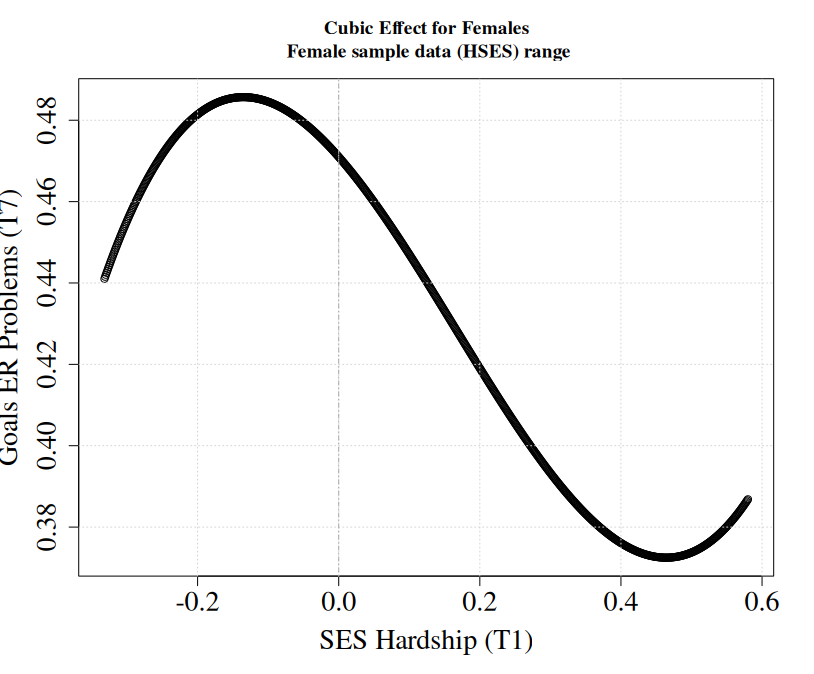 Cubic Effect for Females
Female sample data (HSES) range
Goals ER Problems (T7)
0.48
0.46
0.44
0.42
0.40
0.38
-0.2
0.0
0.2
0.4
0.6
SES Hardship (T1)